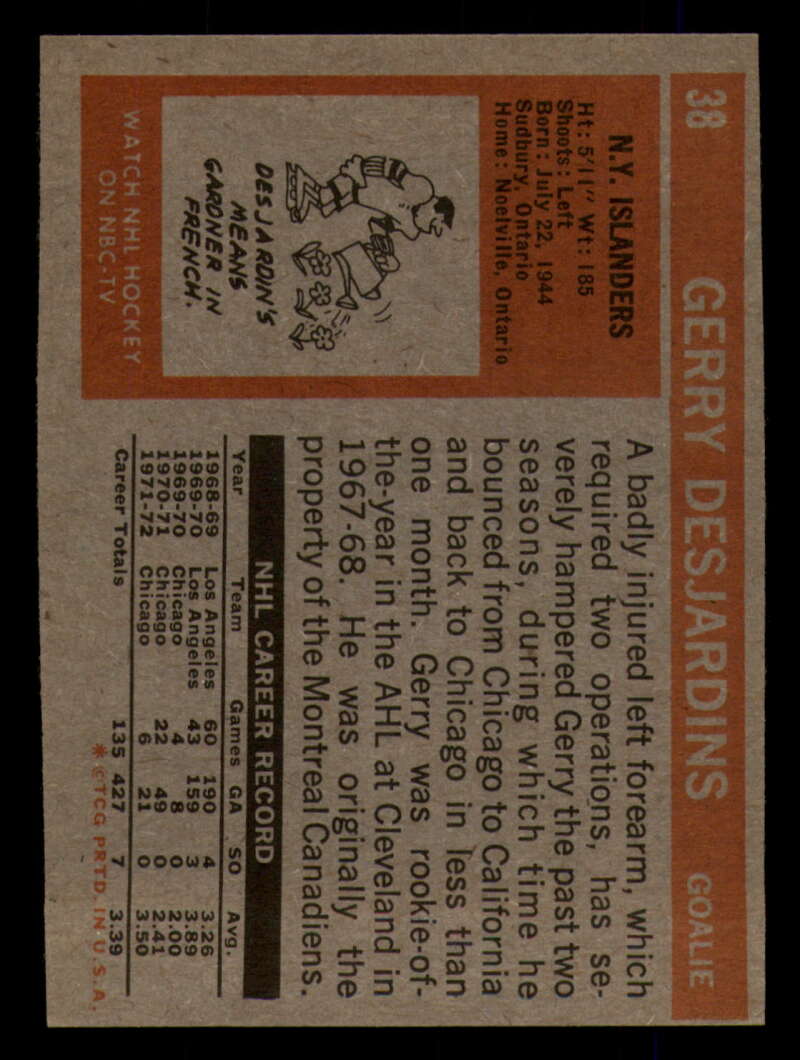 38 GERRY DESJARDINS GOALIE
N.Y. ISLANDERS
Ht: 5'11" Wt: 185
Shoots: Left
Born: July 22, 1944
Sudbury, Ontario
Home: Noelville, Ontario
DESJARDIN'S
MEANS
GARDNER IN
FRENCH.
WATCH NHL HOCKEY
ON NBC-TV
A badly injured left forearm, which
required two operations, has se-
verely hampered Gerry the past two
seasons, during which time he
bounced from Chicago to California
and back to Chicago in less than
one month. Gerry was rookie-of-
the-year in the AHL at Cleveland in
1967-68. He was originally the
property of the Montreal Canadiens.
NHL CAREER RECORD
Year Team Games GA SO Avg.
1968-69 Los Angeles 60 190 4 3.26
1969-70 Los Angeles 43 159 3 3.89
1969-70 Chicago 4 8 0 2.00
1970-71 Chicago 22 49 0 2.41
1971-72 Chicago 6 21 0 3.50
Career Totals 135 427 7 3.39
* ©TCG PRTD. IN U.S.A.